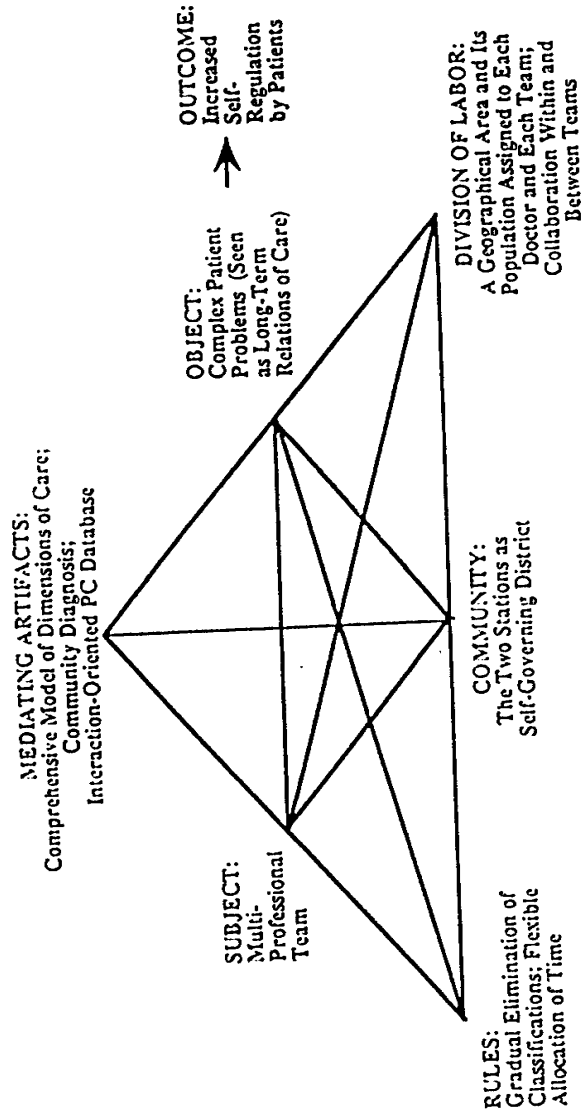 MEDIATING ARTIFACTS:
Comprehensive Model of Dimensions of Care;
Community Diagnosis;
Interaction-Oriented PC Database
SUBJECT:
Multi-
Professional
Team
OBJECT:
Complex Patient
Problems (Seen
as Long-Term
Relations of Care)
OUTCOME:
Increased
Self-
Regulation
by Patients
RULES:
Gradual Elimination of
Classifications; Flexible
Allocation of Time
COMMUNITY:
The Two Stations as
Self-Governing District
DIVISION OF LABOR:
A Geographical Area and Its
Population Assigned to Each
Doctor and Each Team;
Collaboration Within and
Between Teams